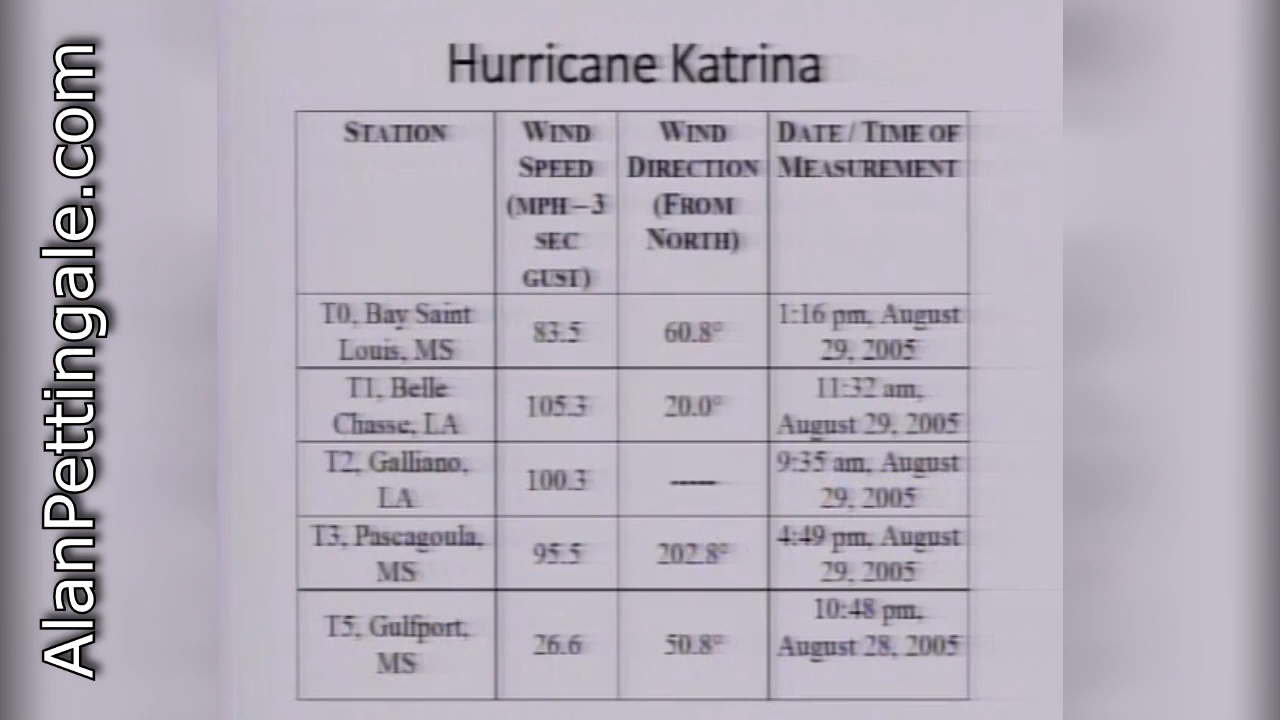 AlanPettingale.com
Hurricane Katrina
STATION
WIND
SPEED
(MPH – 3
SEC
GUST)
WIND
DIRECTION
(FROM
NORTH)
DATE / TIME OF
MEASUREMENT
T0, Bay Saint
Louis, MS
83.5
60.8°
1:16 pm, August
29, 2005
T1, Belle
Chasse, LA
105.3
20.0°
11:32 am,
August 29, 2005
T2, Galliano,
LA
100.3
-----
9:35 am, August
29, 2005
T3, Pascagoula,
MS
95.5
202.8°
4:49 pm, August
29, 2005
T5, Gulfport,
MS
26.6
50.8°
10:48 pm,
August 28, 2005